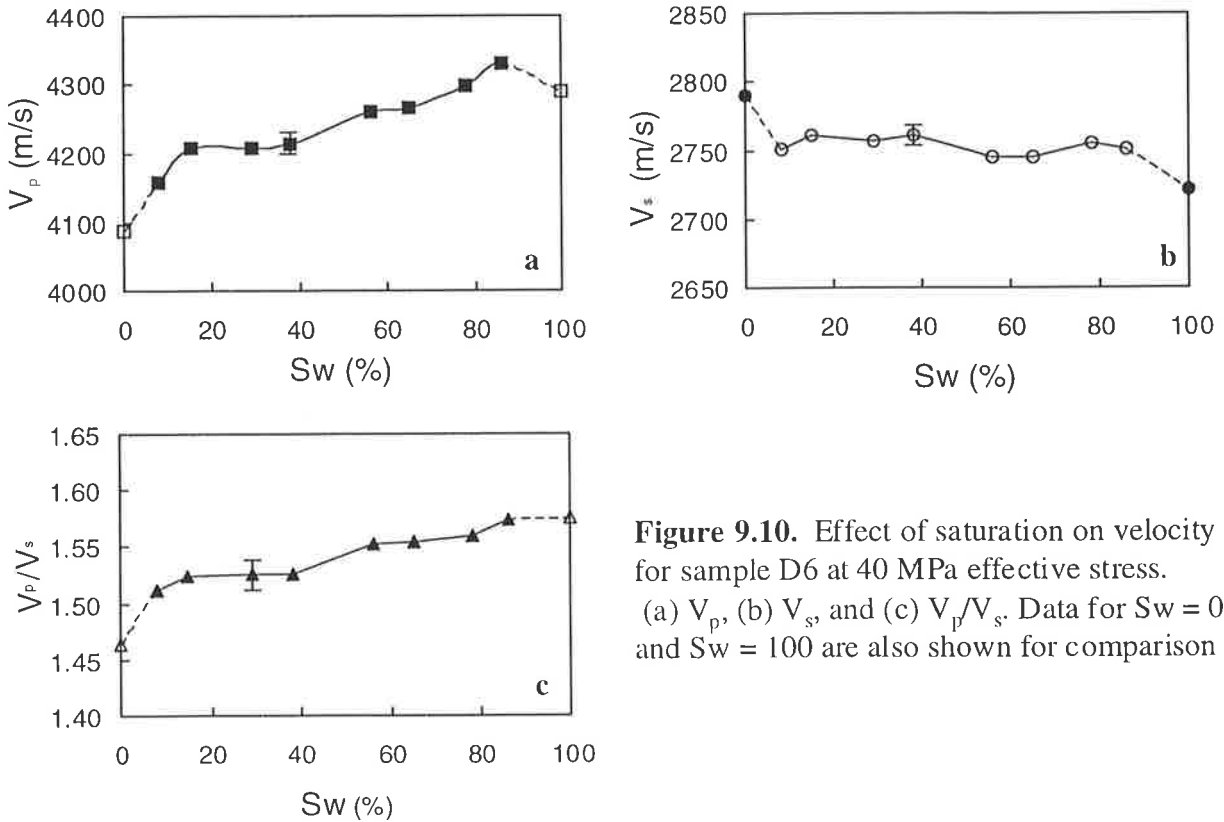 4400
4300
4200
4100
4000
V_p (m/s)
a
0 20 40 60 80 100
Sw (%)
2850
2800
2750
2700
2650
V_s (m/s)
b
0 20 40 60 80 100
Sw (%)
1.65
1.60
1.55
1.50
1.45
1.40
V_p/V_s
c
0 20 40 60 80 100
Sw (%)
Figure 9.10. Effect of saturation on velocity
for sample D6 at 40 MPa effective stress.
(a) V_p, (b) V_s, and (c) V_p/V_s. Data for Sw = 0
and Sw = 100 are also shown for comparison